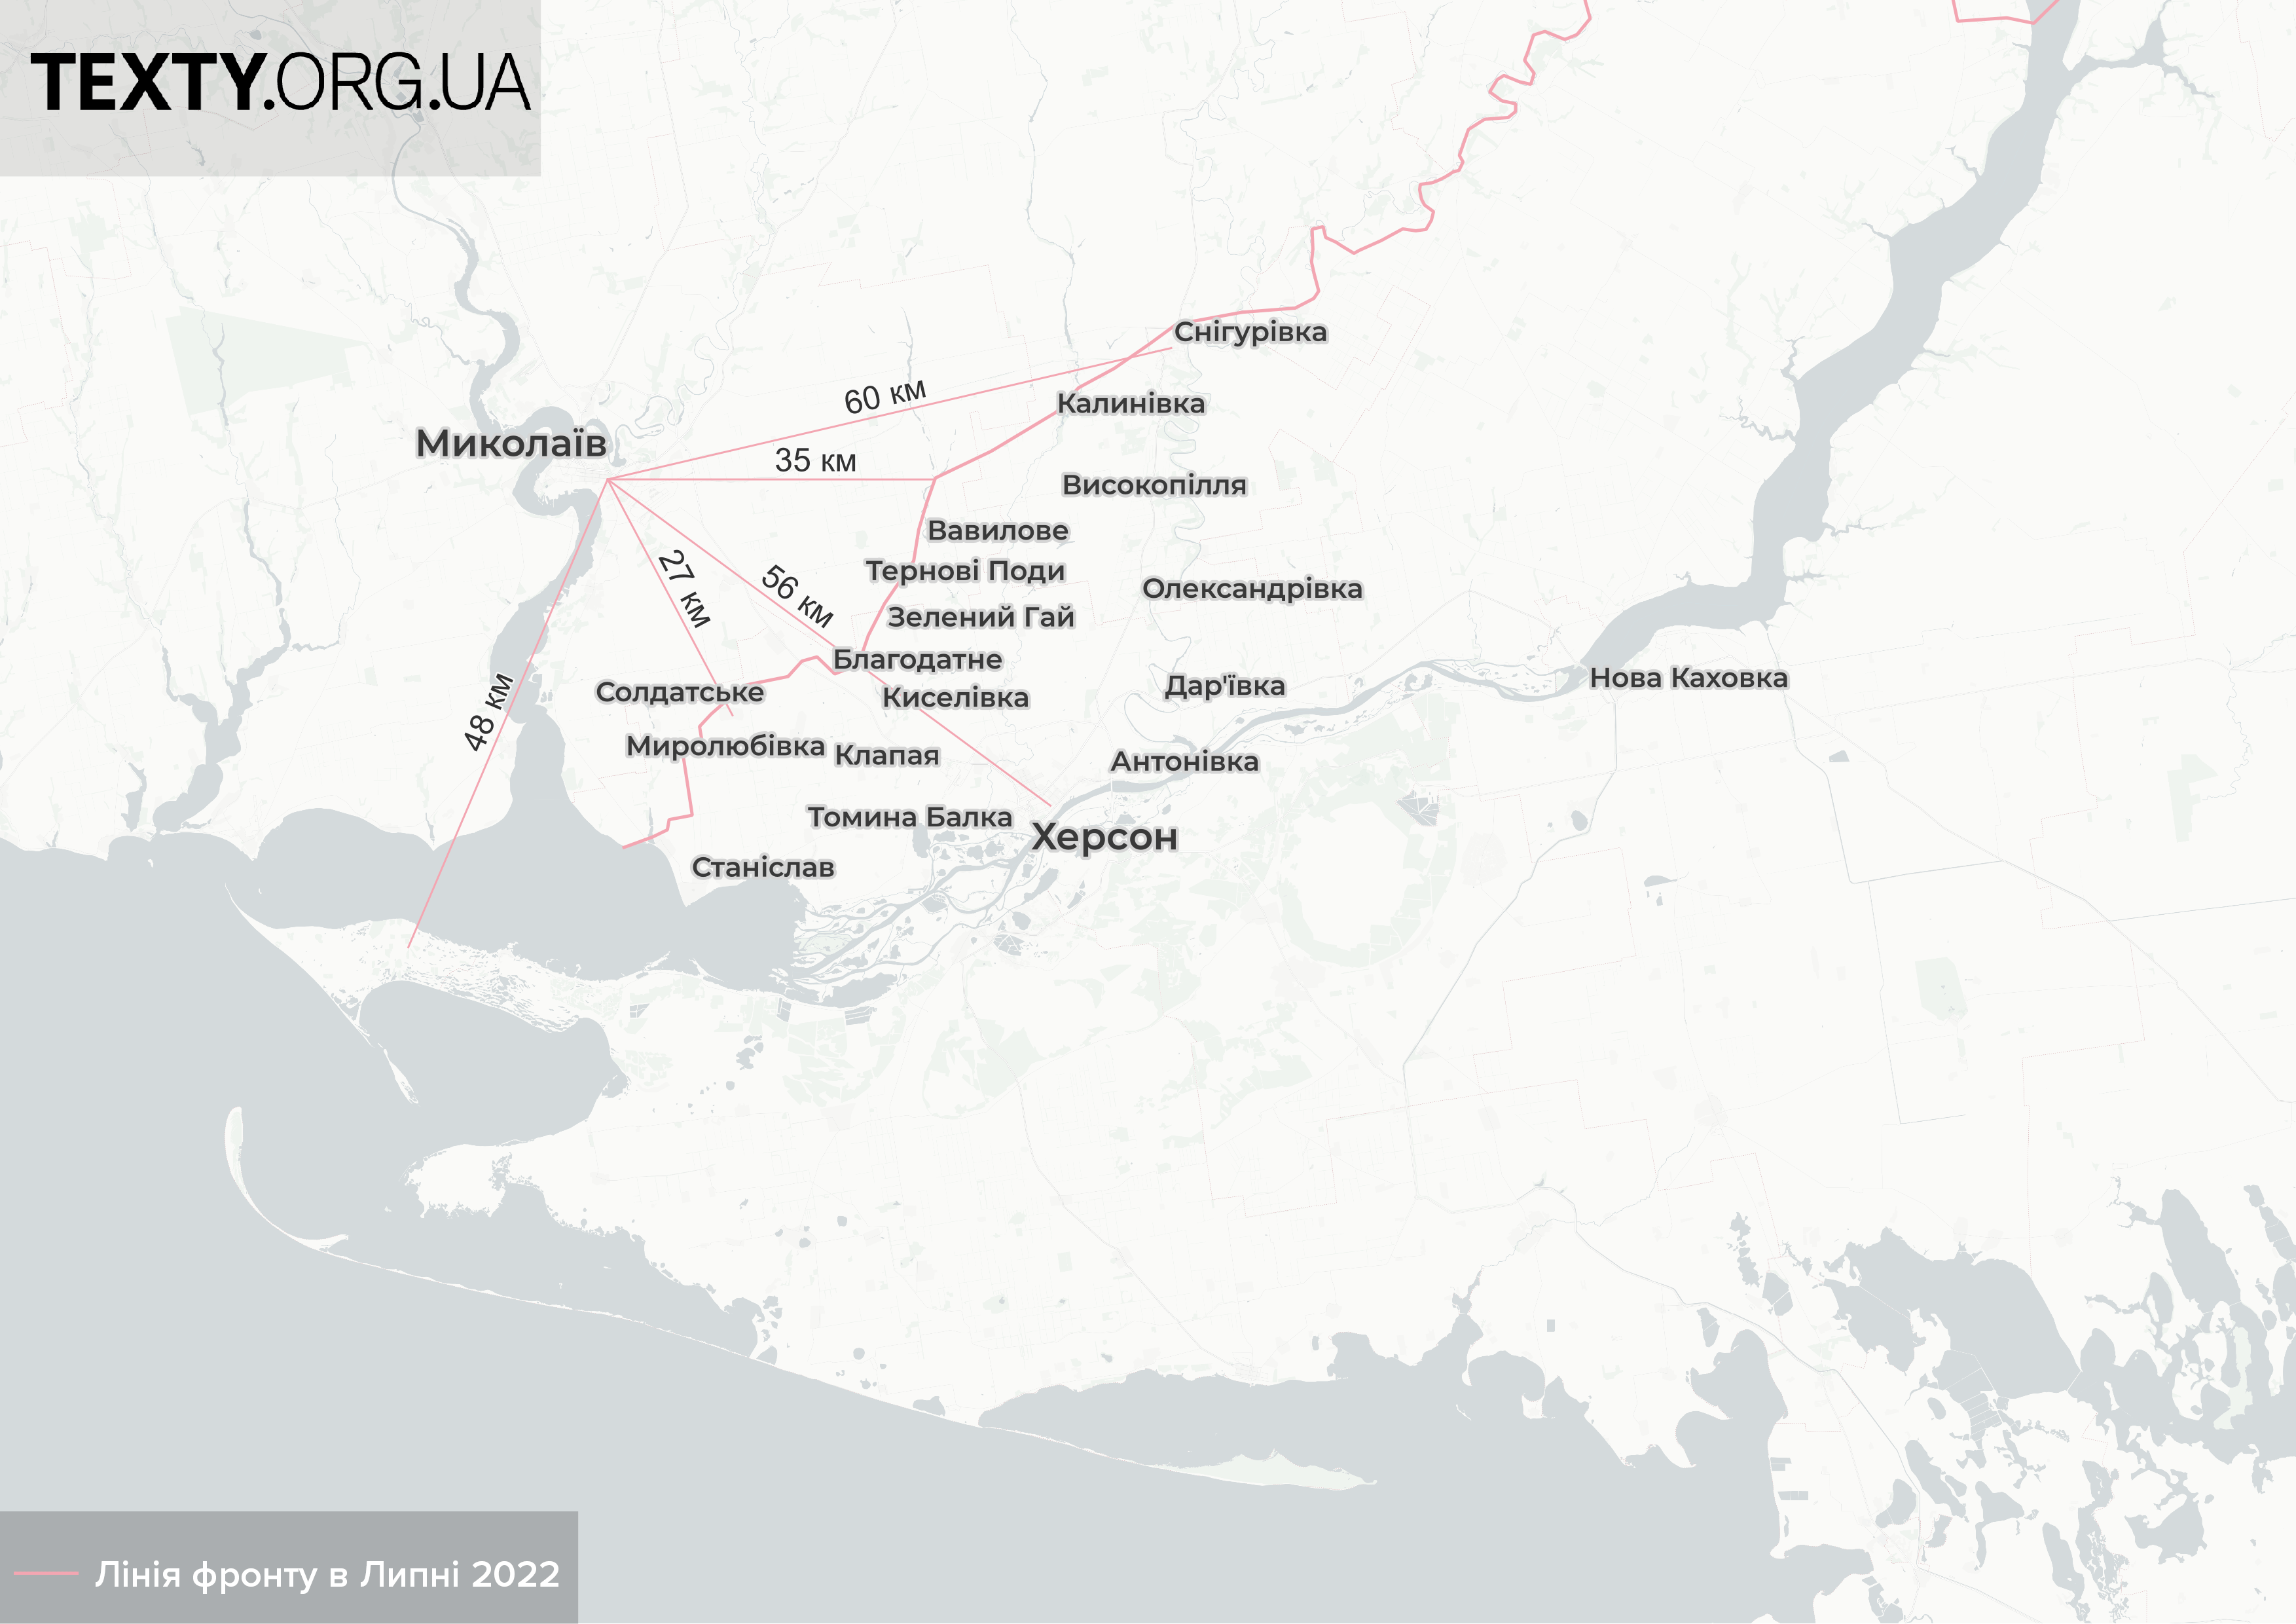 TEXTY.ORG.UA
Снігурівка
60 км
Калинівка
Миколаїв
35 км
Високопілля
Вавилове
Тернові Поди
27 км
56 км
Олександрівка
Зелений Гай
Благодатне
Нова Каховка
Дар'ївка
Солдатське
Киселівка
48 км
Миролюбівка
Клапая
Антонівка
Томина Балка
Херсон
Станіслав
Лінія фронту в Липні 2022